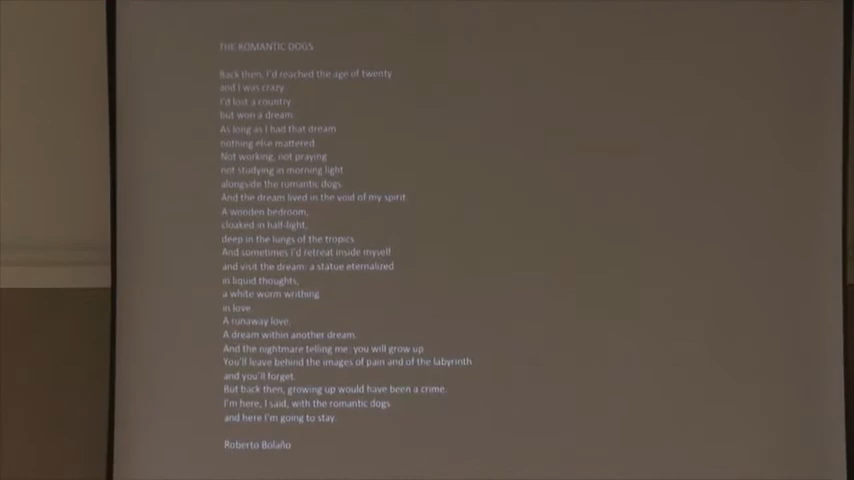 THE ROMANTIC DOGS
Back then, I'd reached the age of twenty
and I was crazy.
I'd lost a country
but won a dream.
As long as I had that dream
nothing else mattered.
Not working, not praying
not studying in morning light
alongside the romantic dogs.
And the dream lived in the void of my spirit.
A wooden bedroom,
cloaked in half-light,
deep in the lungs of the tropics.
And sometimes I'd retreat inside myself
and visit the dream: a statue eternalized
in liquid thoughts,
a white worm writhing
in love.
A runaway love.
A dream within another dream.
And the nightmare telling me: you will grow up.
You'll leave behind the images of pain and of the labyrinth
and you'll forget.
But back then, growing up would have been a crime.
I'm here, I said, with the romantic dogs
and here I'm going to stay.
Roberto Bolaño